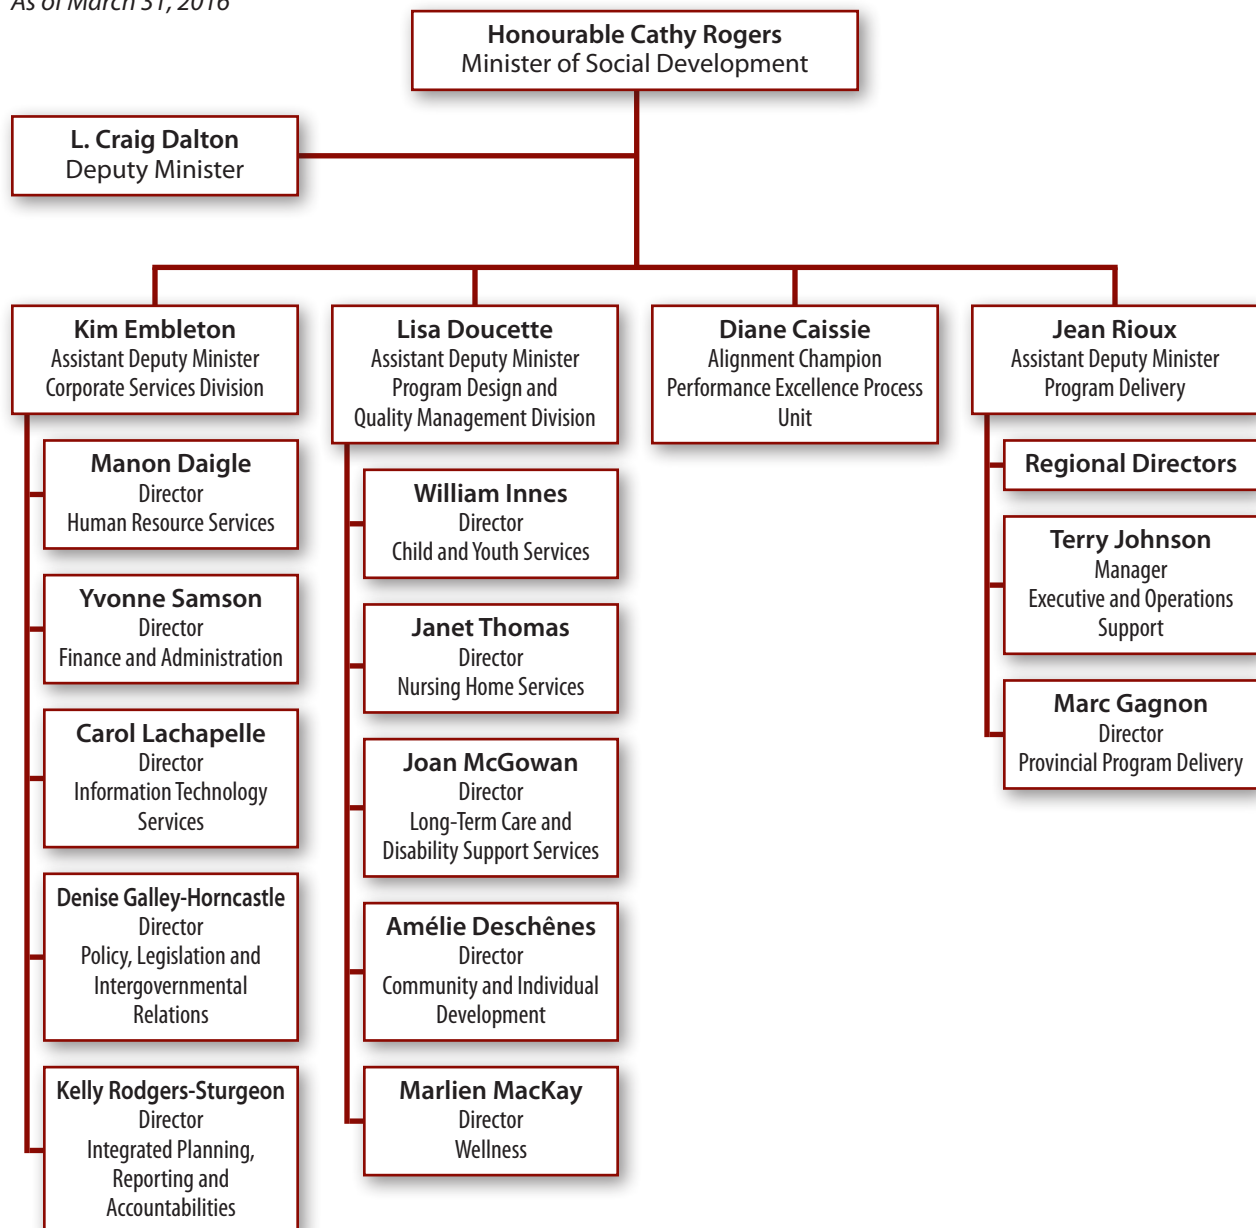 As of March 31, 2016
Honourable Cathy Rogers
Minister of Social Development
L. Craig Dalton
Deputy Minister
Kim Embleton
Assistant Deputy Minister
Corporate Services Division
Manon Daigle
Director
Human Resource Services
Yvonne Samson
Director
Finance and Administration
Carol Lachapelle
Director
Information Technology
Services
Denise Galley-Horncastle
Director
Policy, Legislation and
Intergovernmental
Relations
Kelly Rodgers-Sturgeon
Director
Integrated Planning,
Reporting and
Accountabilities
Lisa Doucette
Assistant Deputy Minister
Program Design and
Quality Management Division
William Innes
Director
Child and Youth Services
Janet Thomas
Director
Nursing Home Services
Joan McGowan
Director
Long-Term Care and
Disability Support Services
Amélie Deschênes
Director
Community and Individual
Development
Marlien MacKay
Director
Wellness
Diane Caissie
Alignment Champion
Performance Excellence Process
Unit
Jean Rioux
Assistant Deputy Minister
Program Delivery
Regional Directors
Terry Johnson
Manager
Executive and Operations
Support
Marc Gagnon
Director
Provincial Program Delivery